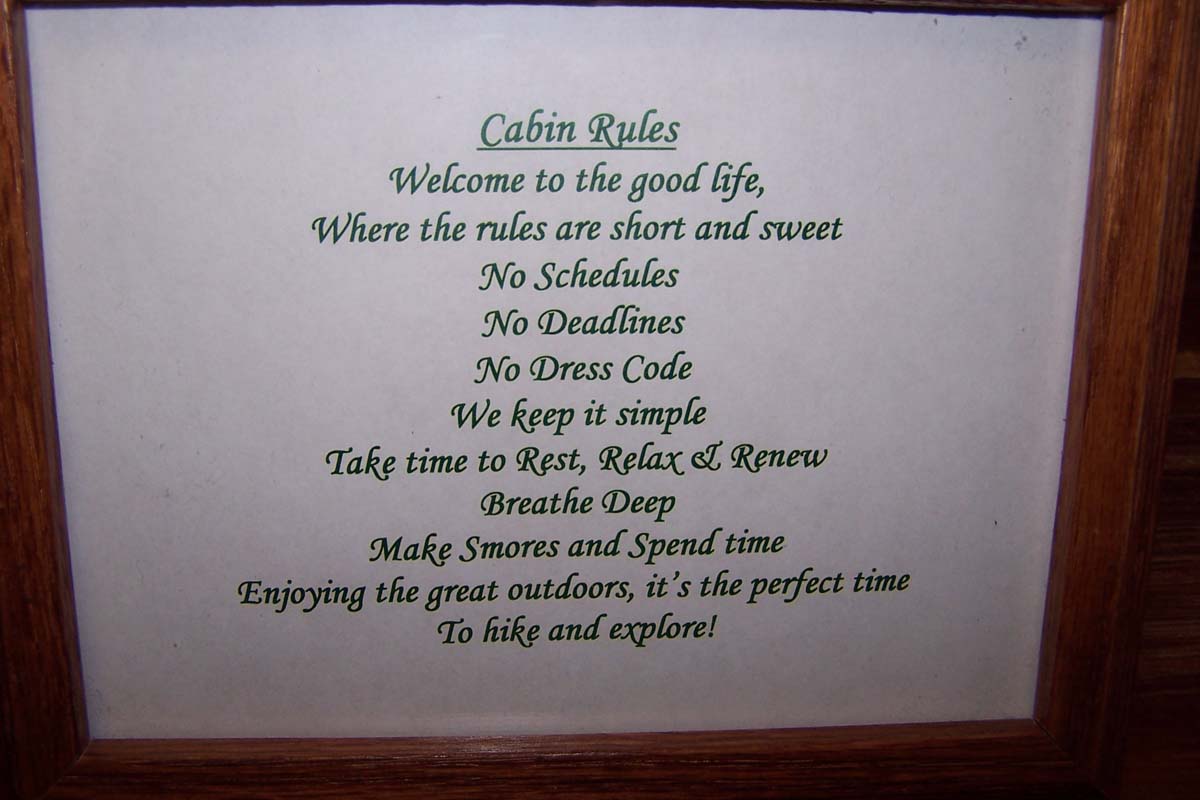 Cabin Rules
Welcome to the good life,
Where the rules are short and sweet
No Schedules
No Deadlines
No Dress Code
We keep it simple
Take time to Rest, Relax & Renew
Breathe Deep
Make Smores and Spend time
Enjoying the great outdoors, it's the perfect time
To hike and explore!